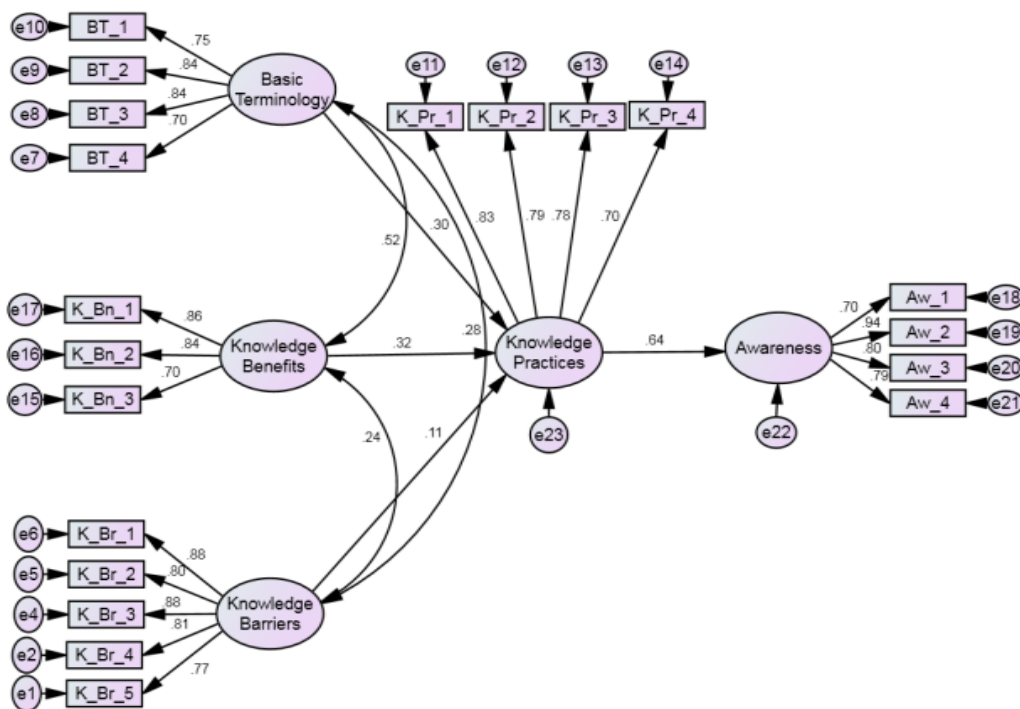 e10
BT_1
e9
BT_2
e8
BT_3
e7
BT_4
.75
.84
.84
.70
Basic
Terminology
e11
e12
e13
e14
K_Pr_1
K_Pr_2
K_Pr_3
K_Pr_4
.83
.79
.78
.70
.30
.52
.28
e17
K_Bn_1
e16
K_Bn_2
e15
K_Bn_3
.86
.84
.70
Knowledge
Benefits
.32
Knowledge
Practices
e23
.64
Awareness
e22
.70
.94
.80
.79
Aw_1
e18
Aw_2
e19
Aw_3
e20
Aw_4
e21
.24
.11
e6
K_Br_1
e5
K_Br_2
e4
K_Br_3
e2
K_Br_4
e1
K_Br_5
.88
.80
.88
.81
.77
Knowledge
Barriers